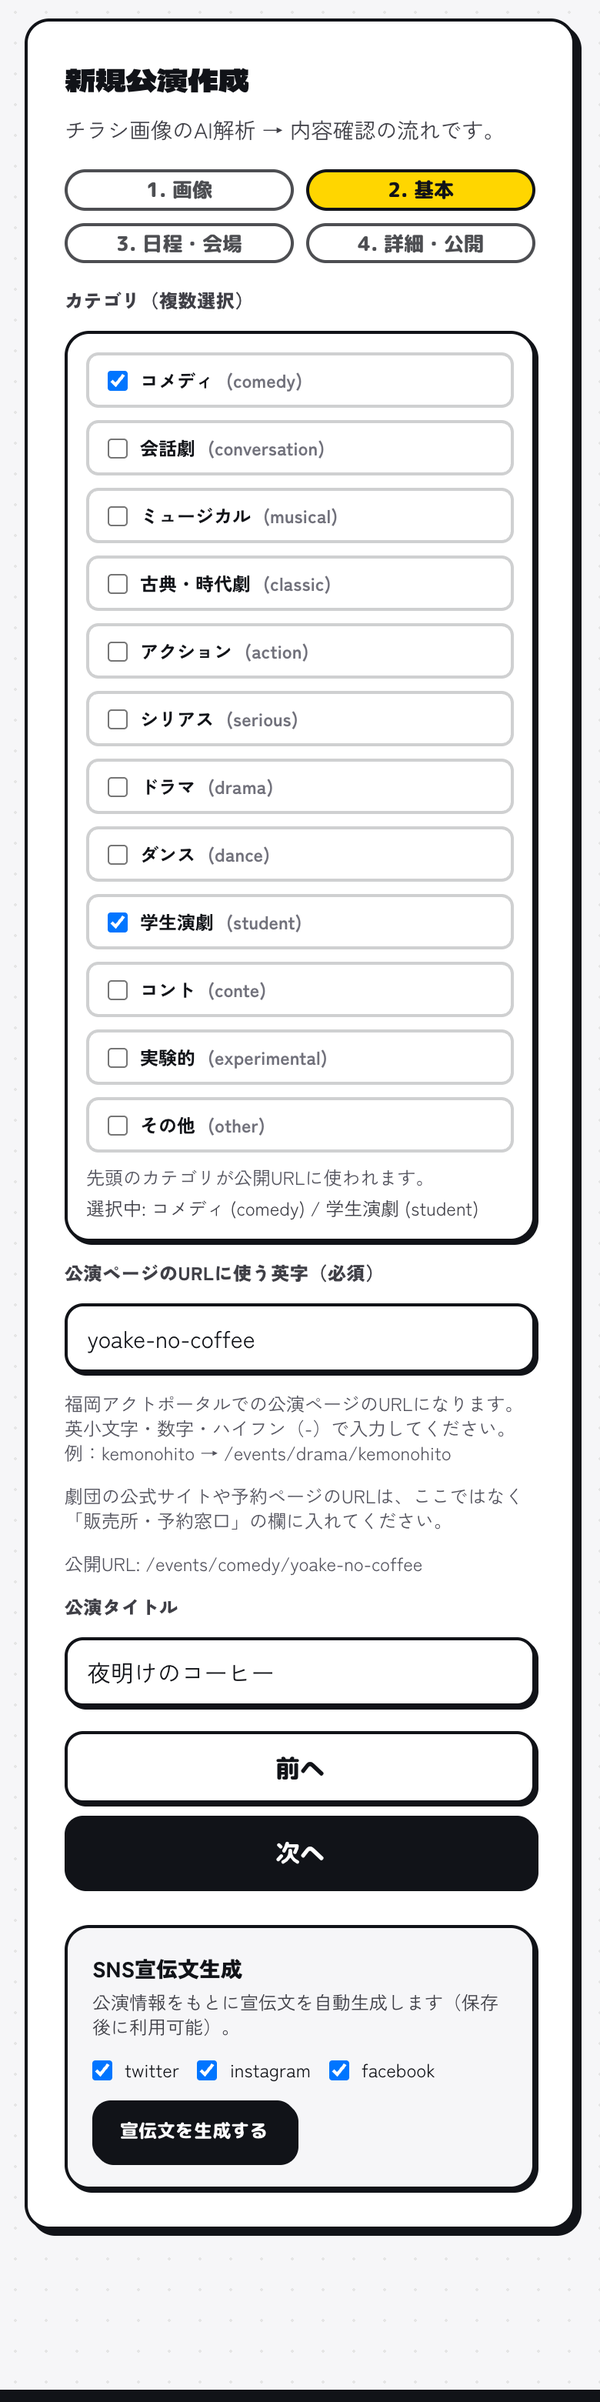 新規公演作成
チラシ画像のAI解析 → 内容確認の流れです。
1. 画像
2. 基本
3. 日程・会場
4. 詳細・公開
カテゴリ（複数選択）
コメディ (comedy)
会話劇 (conversation)
ミュージカル (musical)
古典・時代劇 (classic)
アクション (action)
シリアス (serious)
ドラマ (drama)
ダンス (dance)
学生演劇 (student)
コント (conte)
実験的 (experimental)
その他 (other)
先頭のカテゴリが公開URLに使われます。
選択中: コメディ (comedy) / 学生演劇 (student)
公演ページのURLに使う英字（必須）
yoake-no-coffee
福岡アクトポータルでの公演ページのURLになります。
英小文字・数字・ハイフン（-）で入力してください。
例：kemonohito → /events/drama/kemonohito
劇団の公式サイトや予約ページのURLは、ここではなく
「販売所・予約窓口」の欄に入れてください。
公開URL: /events/comedy/yoake-no-coffee
公演タイトル
夜明けのコーヒー
前へ
次へ
SNS宣伝文生成
公演情報をもとに宣伝文を自動生成します（保存
後に利用可能）。
twitter instagram facebook
宣伝文を生成する